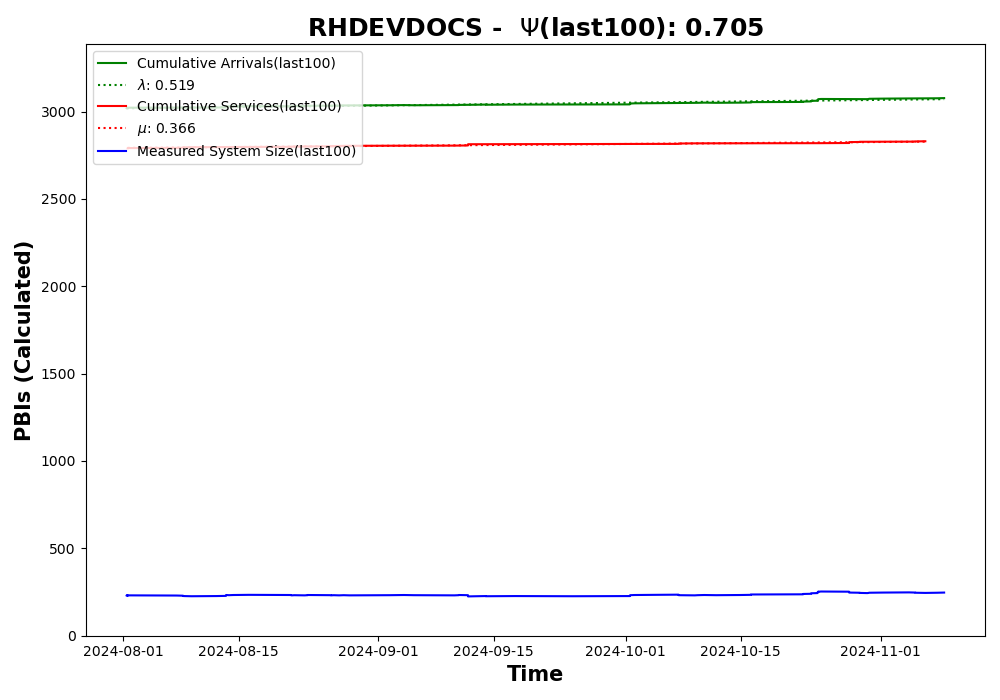 RHDEVDOCS - Ψ(last100): 0.705
Cumulative Arrivals(last100)
λ: 0.519
Cumulative Services(last100)
μ: 0.366
Measured System Size(last100)
PBIs (Calculated)
3000
2500
2000
1500
1000
500
0
2024-08-01 2024-08-15 2024-09-01 2024-09-15 2024-10-01 2024-10-15 2024-11-01
Time